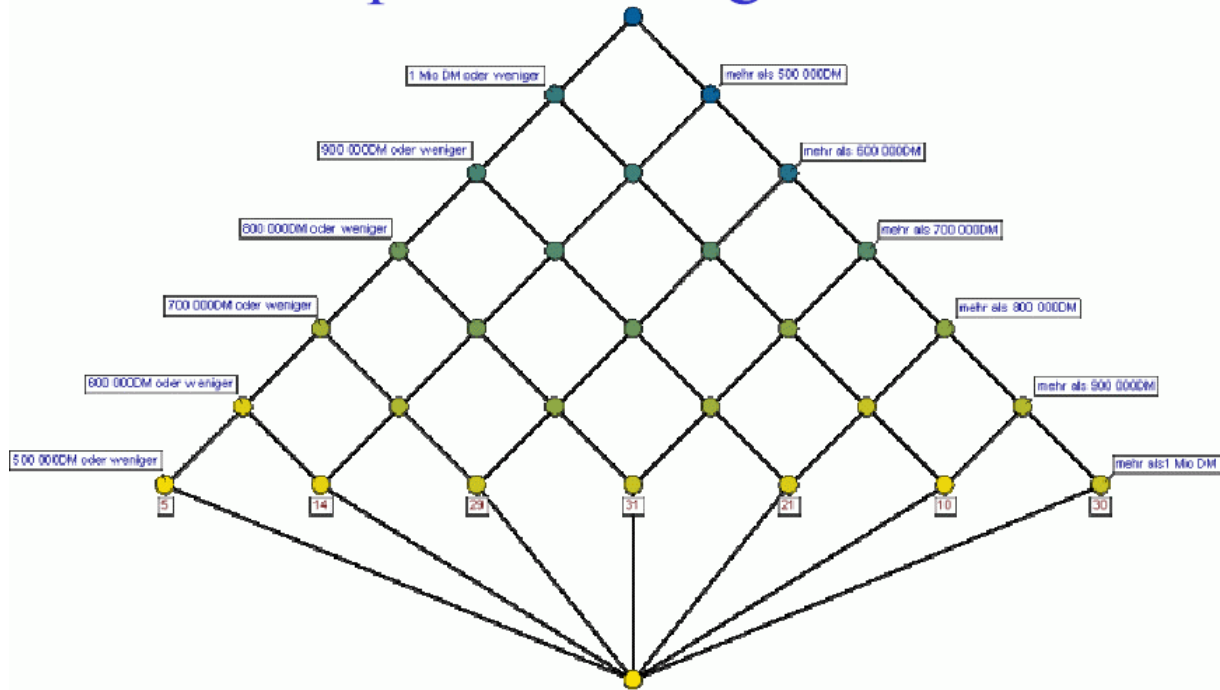 1 Mio DM oder weniger
mehr als 500 000DM
900 000DM oder weniger
mehr als 600 000DM
800 000DM oder weniger
mehr als 700 000DM
700 000DM oder weniger
mehr als 800 000DM
600 000DM oder weniger
mehr als 900 000DM
500 000DM oder weniger
mehr als1 Mio DM
5
14
29
31
21
10
30